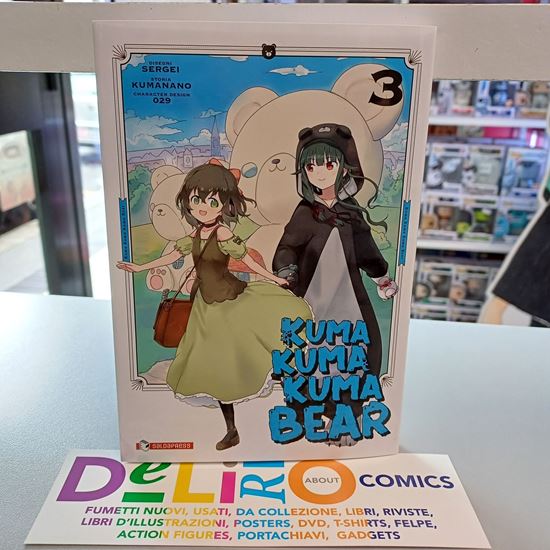 DISEGNI
SERGEI
STORIA
KUMANANO
CHARACTER DESIGN
029
3
KUMA
KUMA
KUMA
BEAR
SALDAPRESS
DeLiRiO
ABOUT
COMICS
FUMETTI NUOVI, USATI, DA COLLEZIONE, LIBRI, RIVISTE,
LIBRI D'ILLUSTRAZIONI, POSTERS, DVD, T-SHIRTS, FELPE,
ACTION FIGURES, PORTACHIAVI, GADGETS